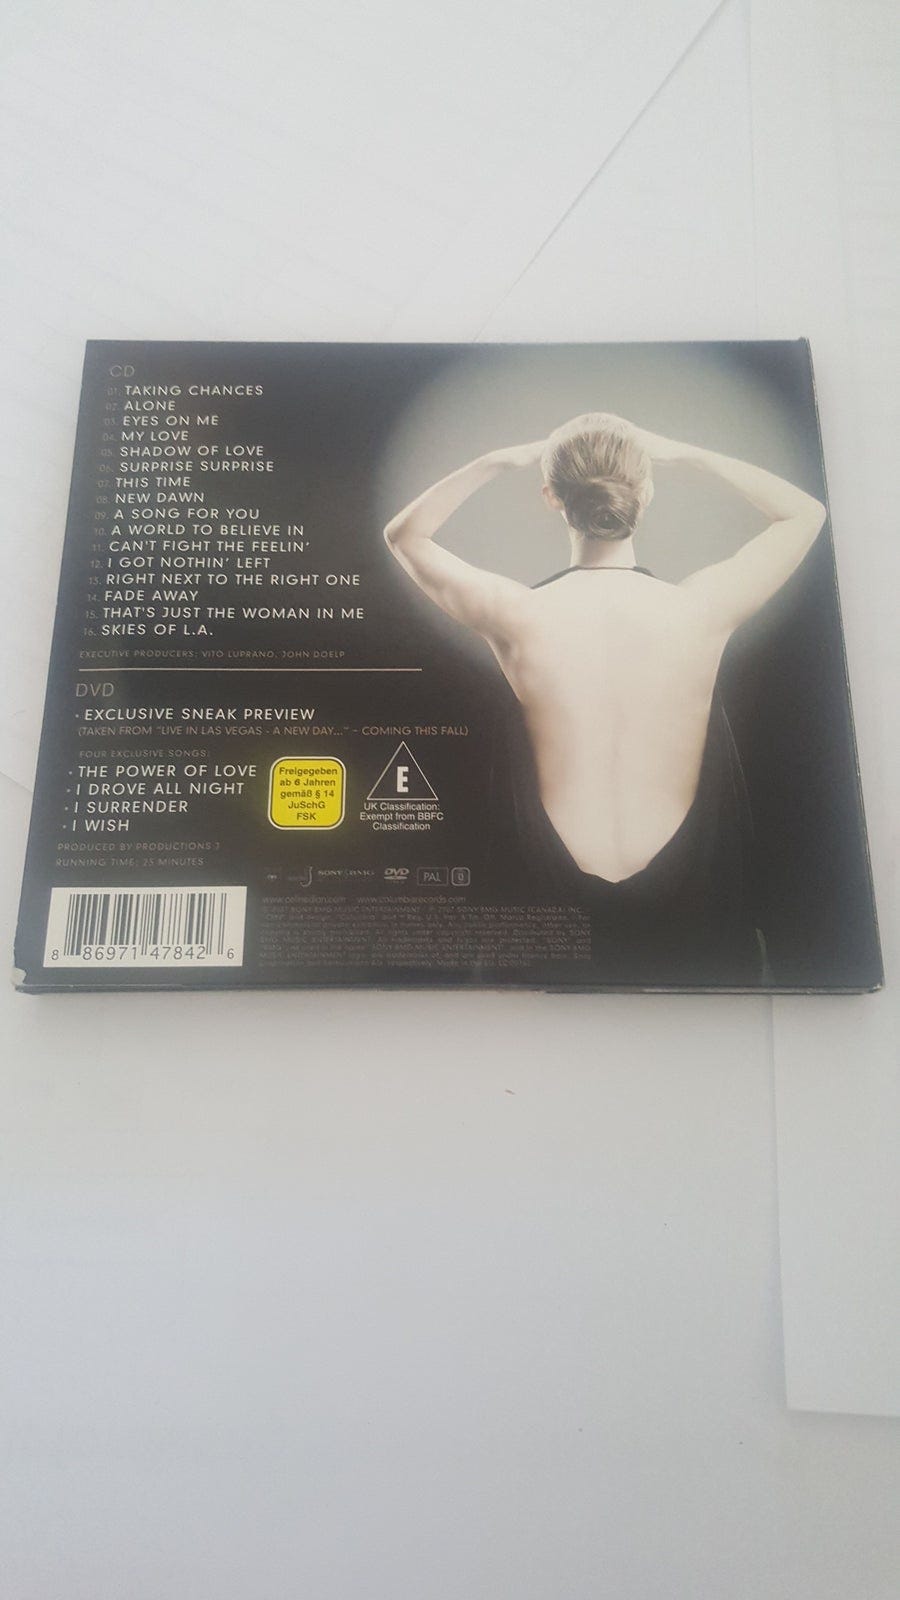 CD
01. TAKING CHANCES
02. ALONE
03. EYES ON ME
04. MY LOVE
05. SHADOW OF LOVE
06. SURPRISE SURPRISE
07. THIS TIME
08. NEW DAWN
09. A SONG FOR YOU
10. A WORLD TO BELIEVE IN
11. CAN'T FIGHT THE FEELIN'
12. I GOT NOTHIN' LEFT
13. RIGHT NEXT TO THE RIGHT ONE
14. FADE AWAY
15. THAT'S JUST THE WOMAN IN ME
16. SKIES OF L.A.
EXECUTIVE PRODUCERS: VITO LUPRANO, JOHN DOELP
DVD
• EXCLUSIVE SNEAK PREVIEW
(TAKEN FROM "LIVE IN LAS VEGAS - A NEW DAY..." - COMING THIS FALL)
FOUR EXCLUSIVE SONGS:
• THE POWER OF LOVE
• I DROVE ALL NIGHT
• I SURRENDER
• I WISH
PRODUCED BY PRODUCTIONS J
RUNNING TIME: 25 MINUTES
Freigegeben
ab 6 Jahren
gemäß § 14
JuSchG
FSK
E
UK Classification:
Exempt from BBFC
Classification
SONY BMG DVD PAL 0
www.celinedion.com www.columbiarecords.com
8 86971 47842 6